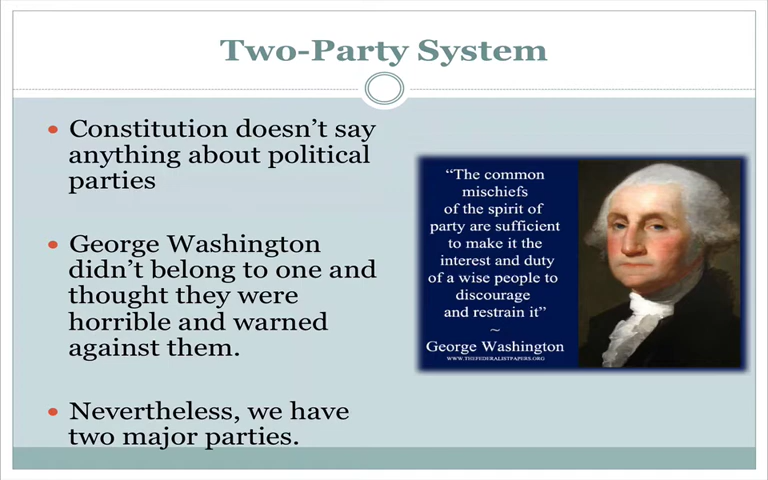 Two-Party System
• Constitution doesn't say
anything about political
parties
• George Washington
didn't belong to one and
thought they were
horrible and warned
against them.
• Nevertheless, we have
two major parties.
“The common
mischiefs
of the spirit of
party are sufficient
to make it the
interest and duty
of a wise people to
discourage
and restrain it”
~
George Washington
WWW.THEFEDERALISTPAPERS.ORG